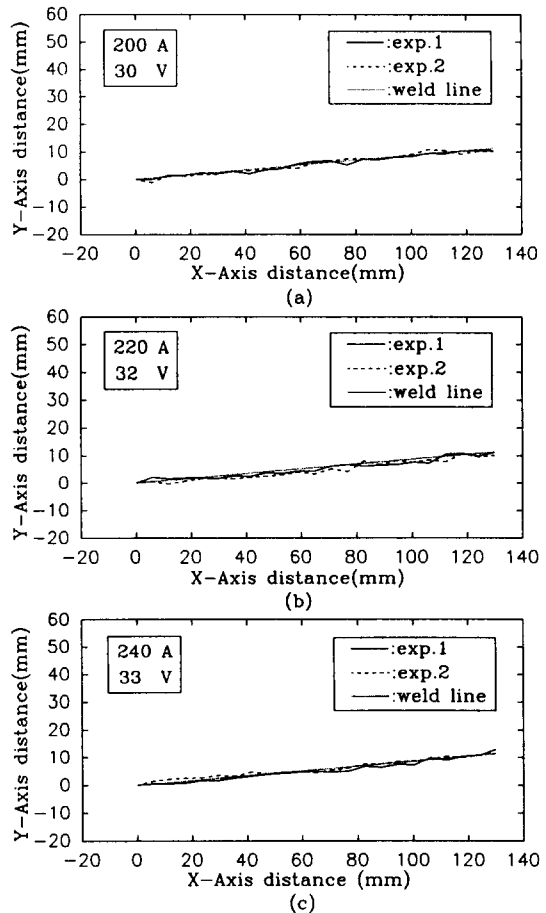 60
50
40
30
20
10
0
−10
−20
Y−Axis distance(mm)
200 A
30 V
:exp.1
:exp.2
:weld line
−20 0 20 40 60 80 100 120 140
X−Axis distance(mm)
(a)
60
50
40
30
20
10
0
−10
−20
Y−Axis distance(mm)
220 A
32 V
:exp.1
:exp.2
:weld line
−20 0 20 40 60 80 100 120 140
X−Axis distance(mm)
(b)
60
50
40
30
20
10
0
−10
−20
Y−Axis distance(mm)
240 A
33 V
:exp.1
:exp.2
:weld line
−20 0 20 40 60 80 100 120 140
X−Axis distance (mm)
(c)